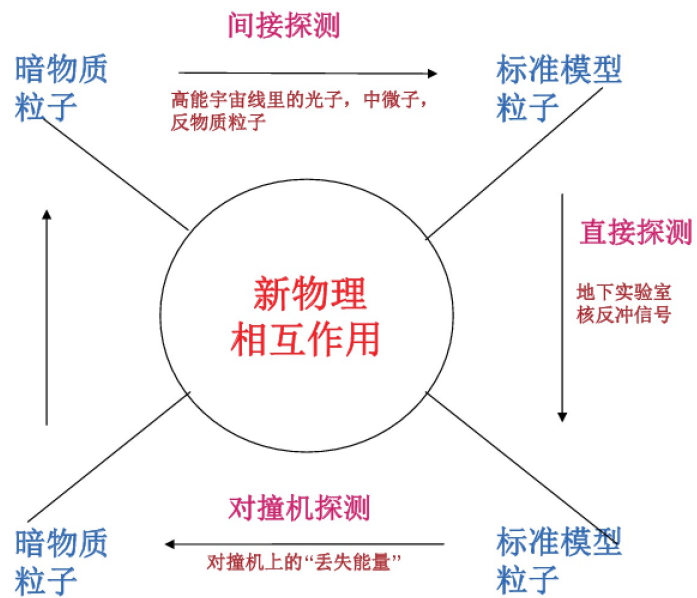 间接探测
暗物质
粒子
标准模型
粒子
高能宇宙线里的光子，中微子，
反物质粒子
直接探测
地下实验室
核反冲信号
新物理
相互作用
对撞机探测
对撞机上的“丢失能量”
暗物质
粒子
标准模型
粒子